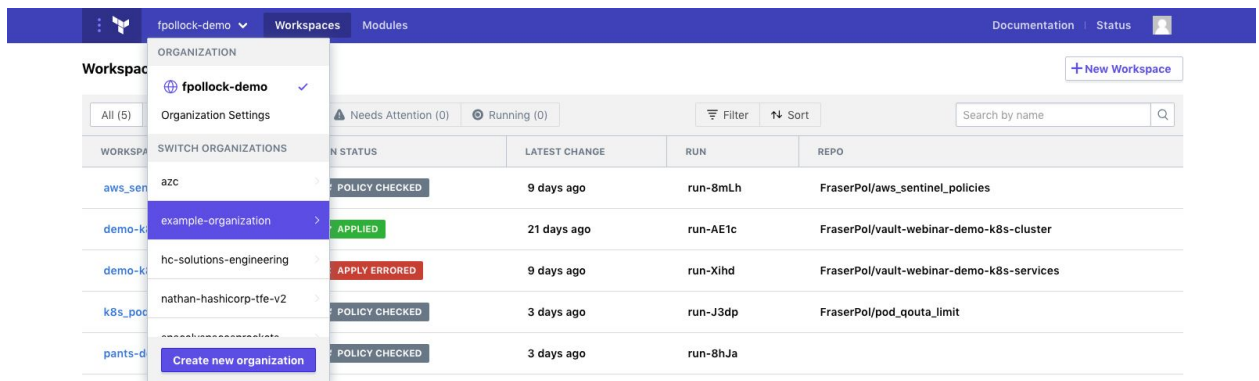 fpollock-demo Workspaces Modules Documentation Status
ORGANIZATION
Workspac
+ New Workspace
fpollock-demo
All (5) Organization Settings Needs Attention (0) Running (0) Filter Sort Search by name
WORKSPA SWITCH ORGANIZATIONS N STATUS LATEST CHANGE RUN REPO
azc
aws_sen POLICY CHECKED 9 days ago run-8mLh FraserPol/aws_sentinel_policies
example-organization
demo-k APPLIED 21 days ago run-AE1c FraserPol/vault-webinar-demo-k8s-cluster
hc-solutions-engineering
demo-k APPLY ERRORED 9 days ago run-Xihd FraserPol/vault-webinar-demo-k8s-services
nathan-hashicorp-tfe-v2
k8s_pod POLICY CHECKED 3 days ago run-J3dp FraserPol/pod_qouta_limit
pants-d POLICY CHECKED 3 days ago run-8hJa
Create new organization